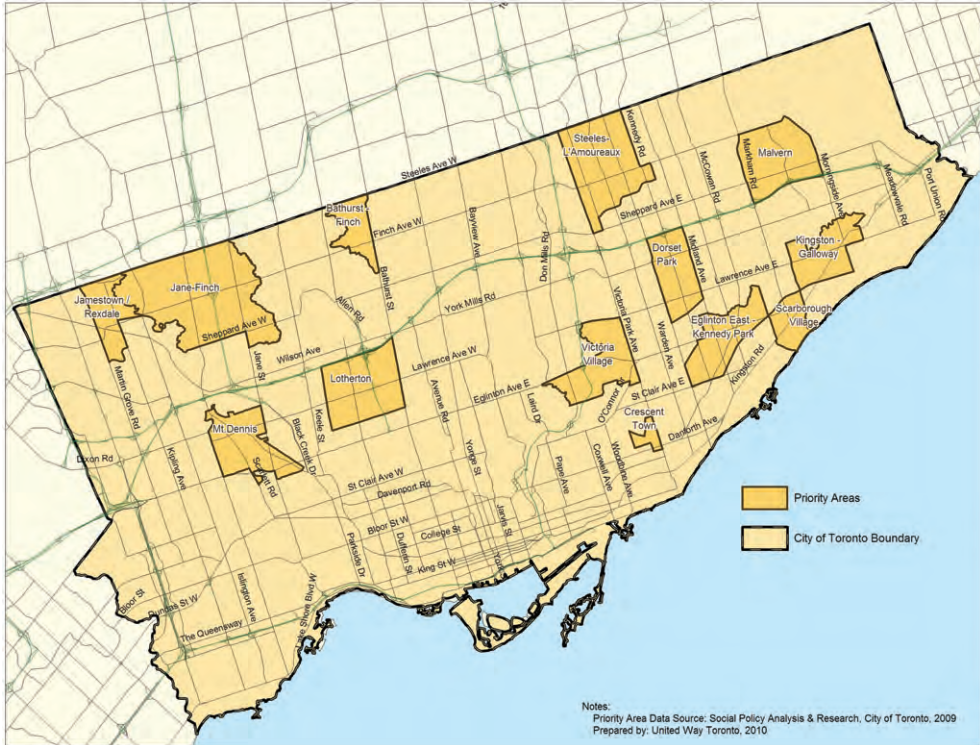 Steeles Ave W
Kennedy Rd
Steeles-
L'Amoureaux
McCowan Rd
Markham Rd
Malvern
Morningside Ave
Meadowvale Rd
Port Union Rd
Bathurst -
Finch
Finch Ave W
Bayview Ave
Don Mills Rd
Sheppard Ave E
Dorset
Park
Midland Ave
Kingston -
Galloway
Lawrence Ave E
Jamestown /
Rexdale
Jane-Finch
Sheppard Ave W
Allen Rd
Bathurst St
York Mills Rd
Victoria Park Ave
Warden Ave
Eglinton East -
Kennedy Park
Scarborough
Village
Kingston Rd
Martin Grove Rd
Jane St
Wilson Ave
Lotherton
Lawrence Ave W
Victoria
Village
Eglinton Ave E
Laird Dr
O'Connor
St Clair Ave E
Crescent
Town
Danforth Ave
Mt Dennis
Black Creek Dr
Keele St
Avenue Rd
Yonge St
Dixon Rd
Kipling Ave
Scarlett Rd
St Clair Ave W
Davenport Rd
Pape Ave
Coxwell Ave
Woodbine Ave
Bloor St W
College St
Jarvis St
Parkside Dr
Dufferin St
King St W
Bloor St
Dundas St W
Islington Ave
The Queensway
Shore Blvd W
Priority Areas
City of Toronto Boundary
Notes:
Priority Area Data Source: Social Policy Analysis & Research, City of Toronto, 2009
Prepared by: United Way Toronto, 2010